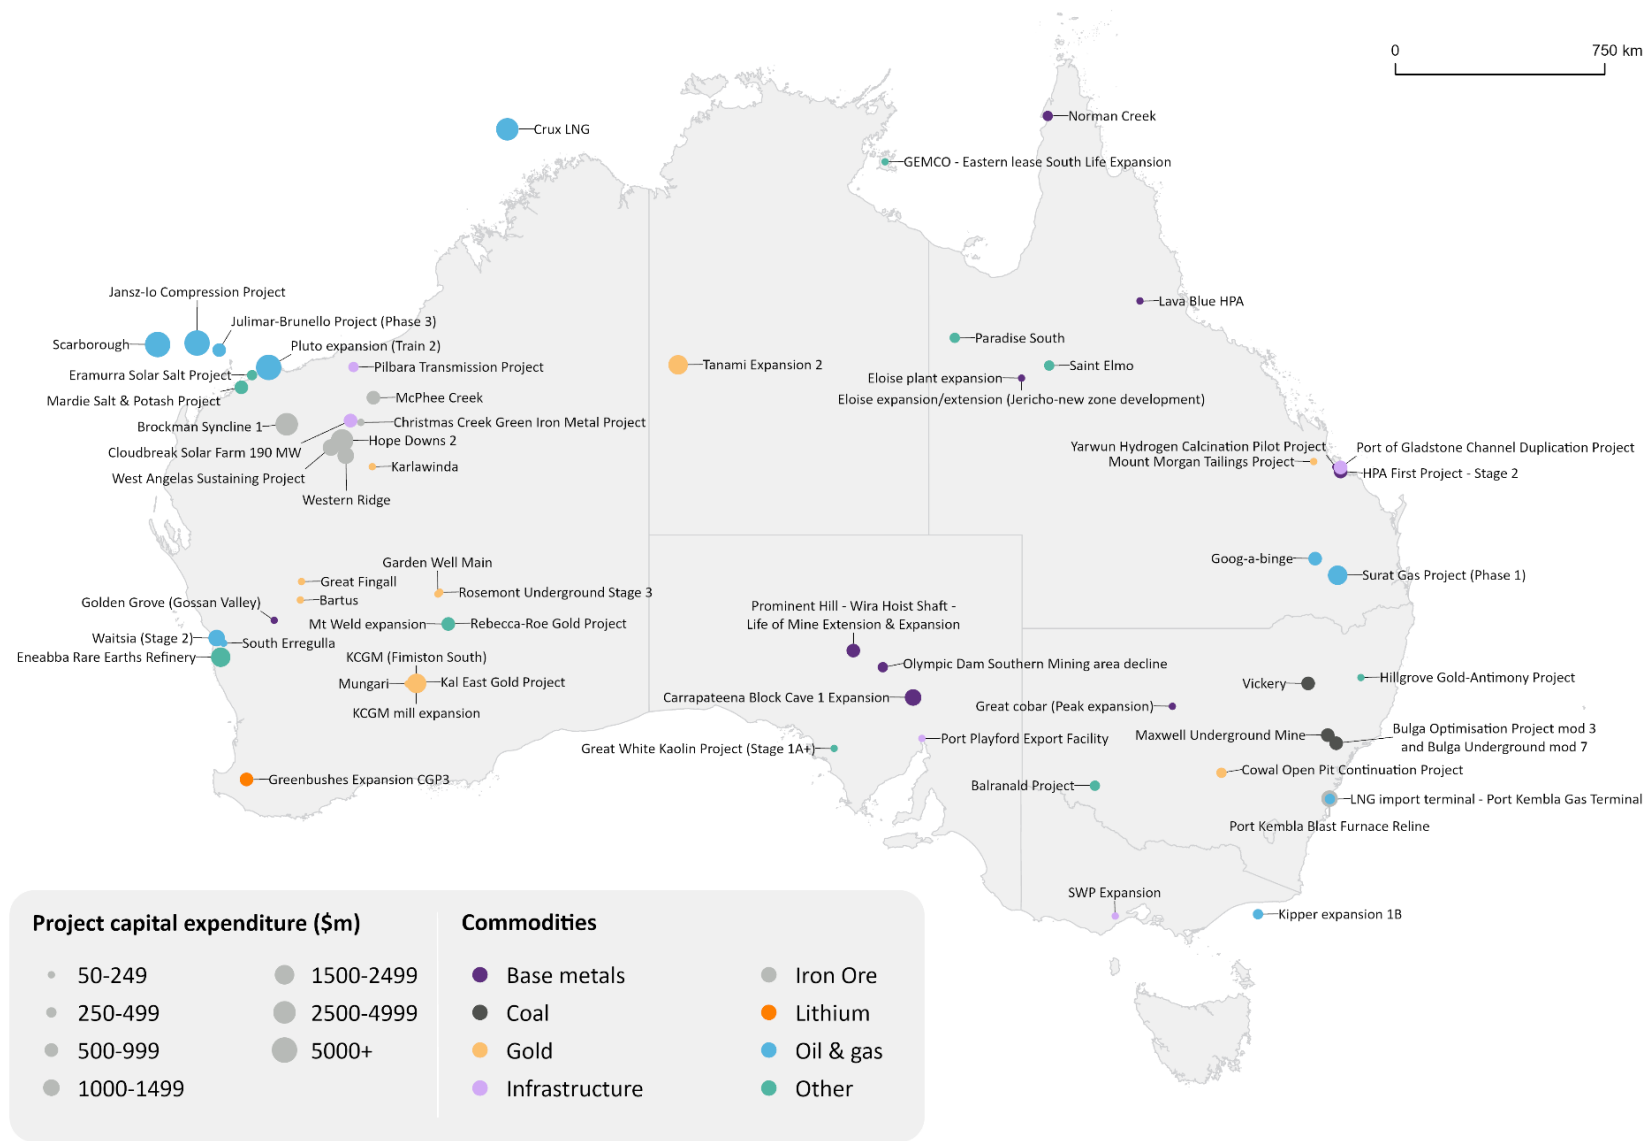 0 750 km
Norman Creek
Crux LNG
GEMCO - Eastern lease South Life Expansion
Jansz-Io Compression Project
Lava Blue HPA
Julimar-Brunello Project (Phase 3)
Scarborough
Paradise South
Pluto expansion (Train 2)
Pilbara Transmission Project
Tanami Expansion 2
Saint Elmo
Eramurra Solar Salt Project
Eloise plant expansion
Mardie Salt & Potash Project
McPhee Creek
Eloise expansion/extension (Jericho-new zone development)
Brockman Syncline 1
Christmas Creek Green Iron Metal Project
Hope Downs 2
Cloudbreak Solar Farm 190 MW
Yarwun Hydrogen Calcination Pilot Project
Port of Gladstone Channel Duplication Project
Mount Morgan Tailings Project
Karlawinda
HPA First Project - Stage 2
West Angelas Sustaining Project
Western Ridge
Goog-a-binge
Garden Well Main
Surat Gas Project (Phase 1)
Great Fingall
Rosemont Underground Stage 3
Bartus
Golden Grove (Gossan Valley)
Prominent Hill - Wira Hoist Shaft -
Life of Mine Extension & Expansion
Mt Weld expansion
Rebecca-Roe Gold Project
Waitsia (Stage 2)
South Erregulla
Eneabba Rare Earths Refinery
KCGM (Fimiston South)
Olympic Dam Southern Mining area decline
Hillgrove Gold-Antimony Project
Mungari
Kal East Gold Project
Vickery
Carrapateena Block Cave 1 Expansion
Great cobar (Peak expansion)
KCGM mill expansion
Bulga Optimisation Project mod 3
and Bulga Underground mod 7
Maxwell Underground Mine
Port Playford Export Facility
Great White Kaolin Project (Stage 1A+)
Cowal Open Pit Continuation Project
Greenbushes Expansion CGP3
Balranald Project
LNG import terminal - Port Kembla Gas Terminal
Port Kembla Blast Furnace Reline
SWP Expansion
Kipper expansion 1B
Project capital expenditure ($m)
50-249
250-499
500-999
1000-1499
1500-2499
2500-4999
5000+
Commodities
Base metals
Coal
Gold
Infrastructure
Iron Ore
Lithium
Oil & gas
Other